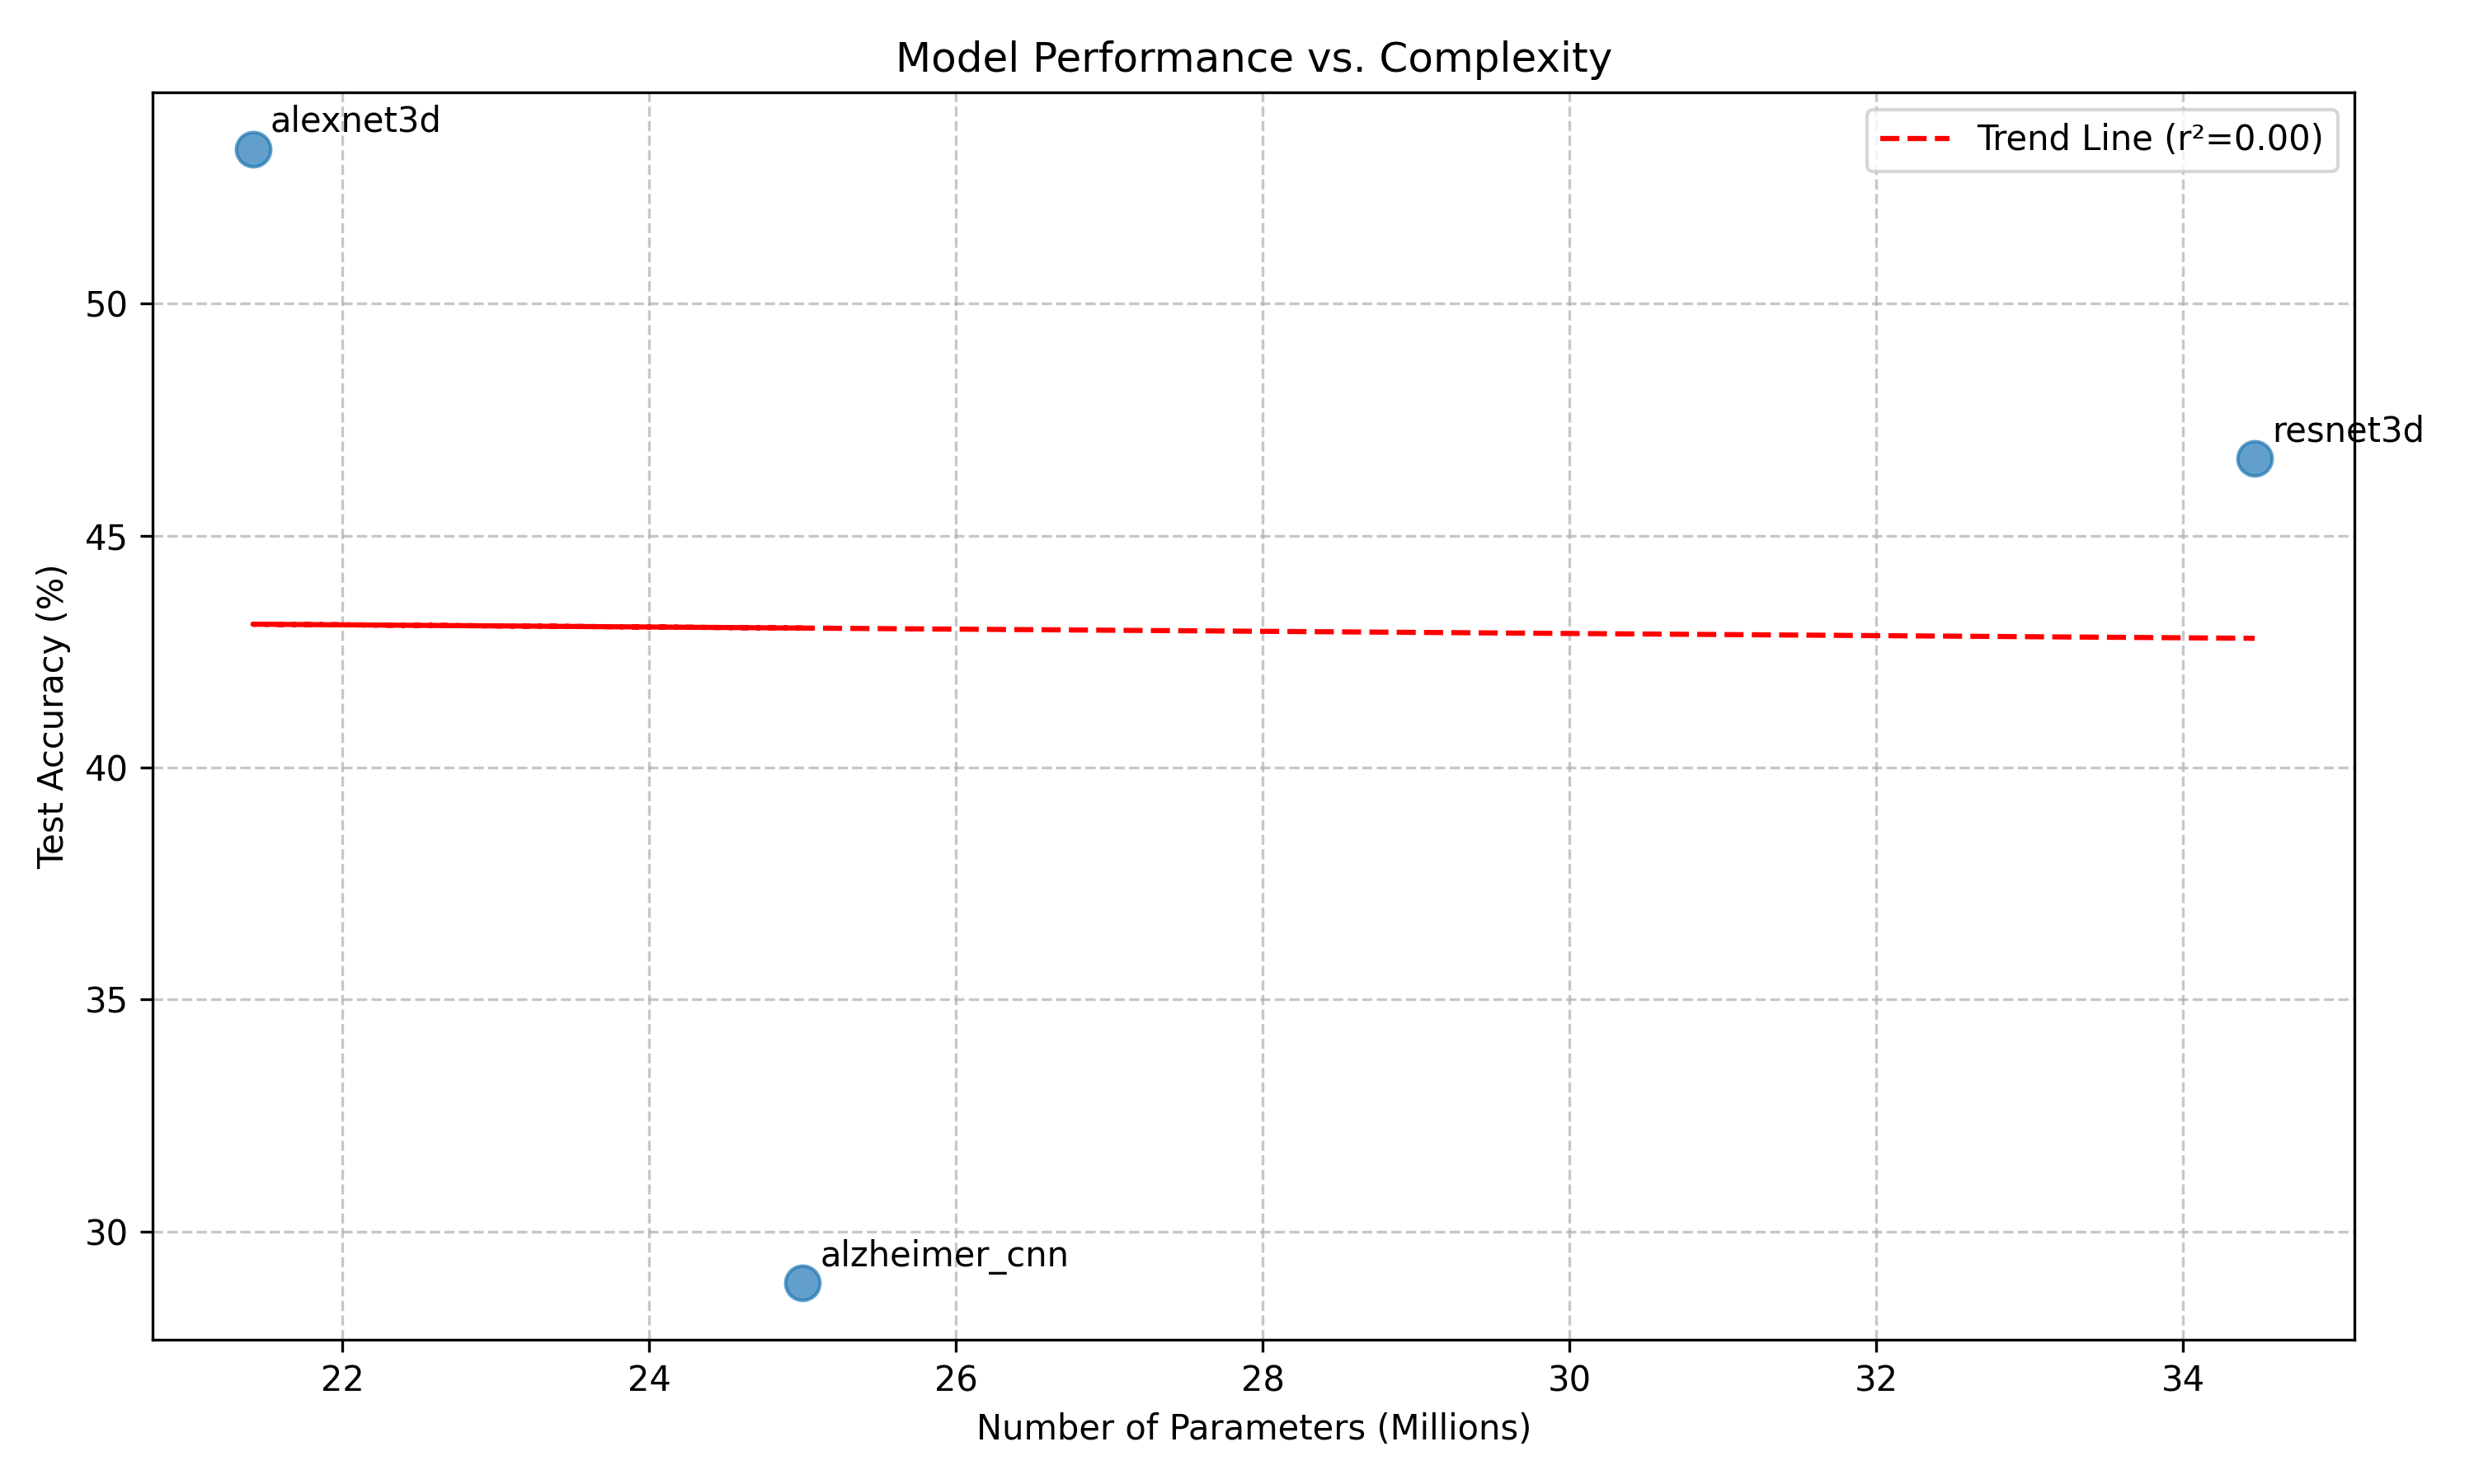 Model Performance vs. Complexity
alexnet3d
Trend Line (r²=0.00)
resnet3d
alzheimer_cnn
Test Accuracy (%)
50
45
40
35
30
22 24 26 28 30 32 34
Number of Parameters (Millions)